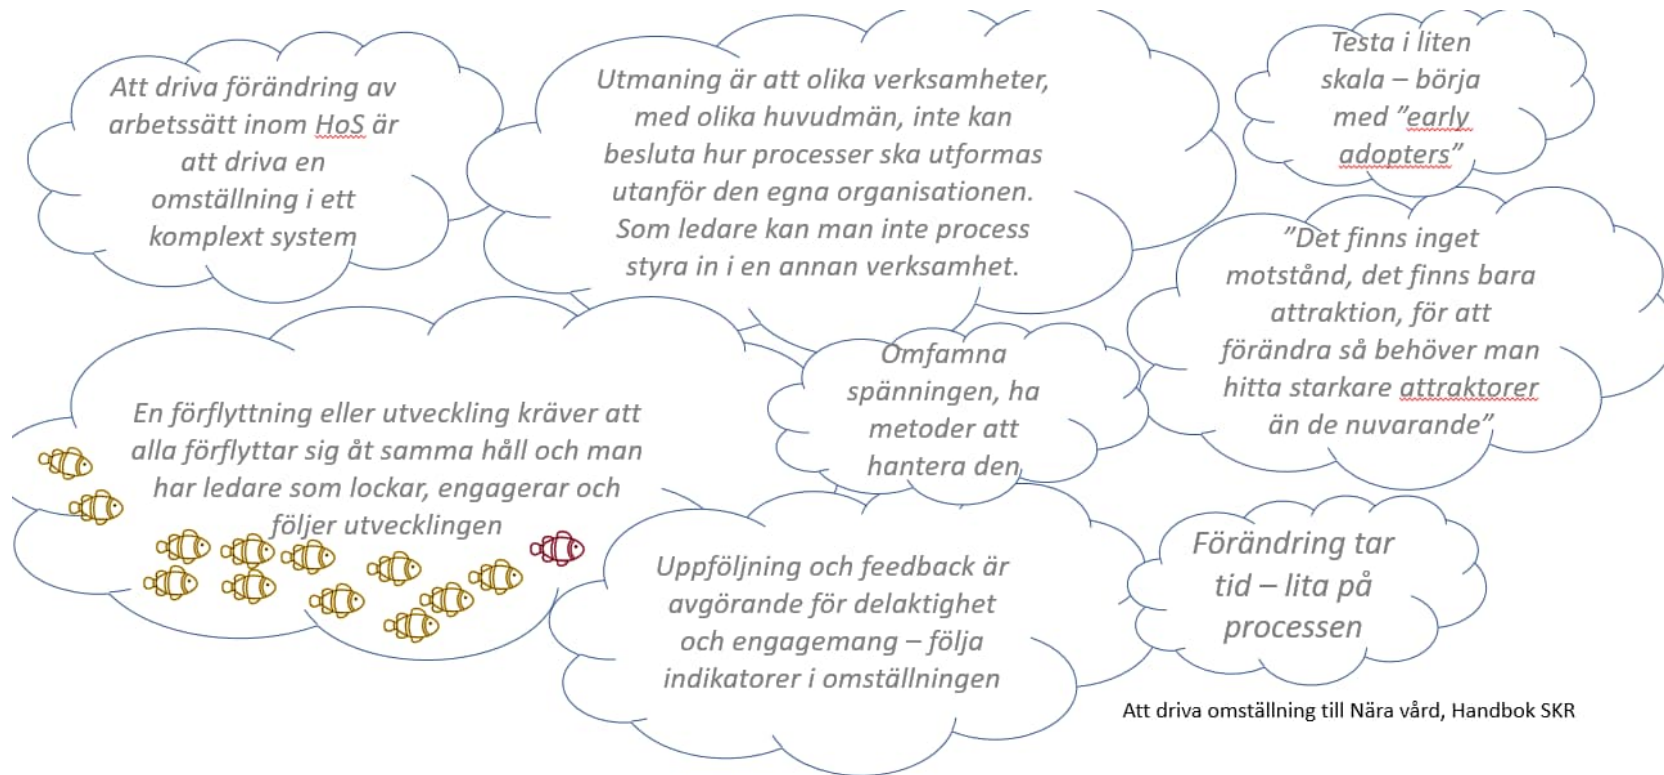 Att driva förändring av
arbetssätt inom HoS är
att driva en
omställning i ett
komplext system
Utmaning är att olika verksamheter,
med olika huvudmän, inte kan
besluta hur processer ska utformas
utanför den egna organisationen.
Som ledare kan man inte process
styra in i en annan verksamhet.
Testa i liten
skala – börja
med ”early
adopters”
”Det finns inget
motstånd, det finns bara
attraktion, för att
förändra så behöver man
hitta starkare attraktorer
än de nuvarande”
En förflyttning eller utveckling kräver att
alla förflyttar sig åt samma håll och man
har ledare som lockar, engagerar och
följer utvecklingen
Omfamna
spänningen, ha
metoder att
hantera den
Uppföljning och feedback är
avgörande för delaktighet
och engagemang – följa
indikatorer i omställningen
Förändring tar
tid – lita på
processen
Att driva omställning till Nära vård, Handbok SKR